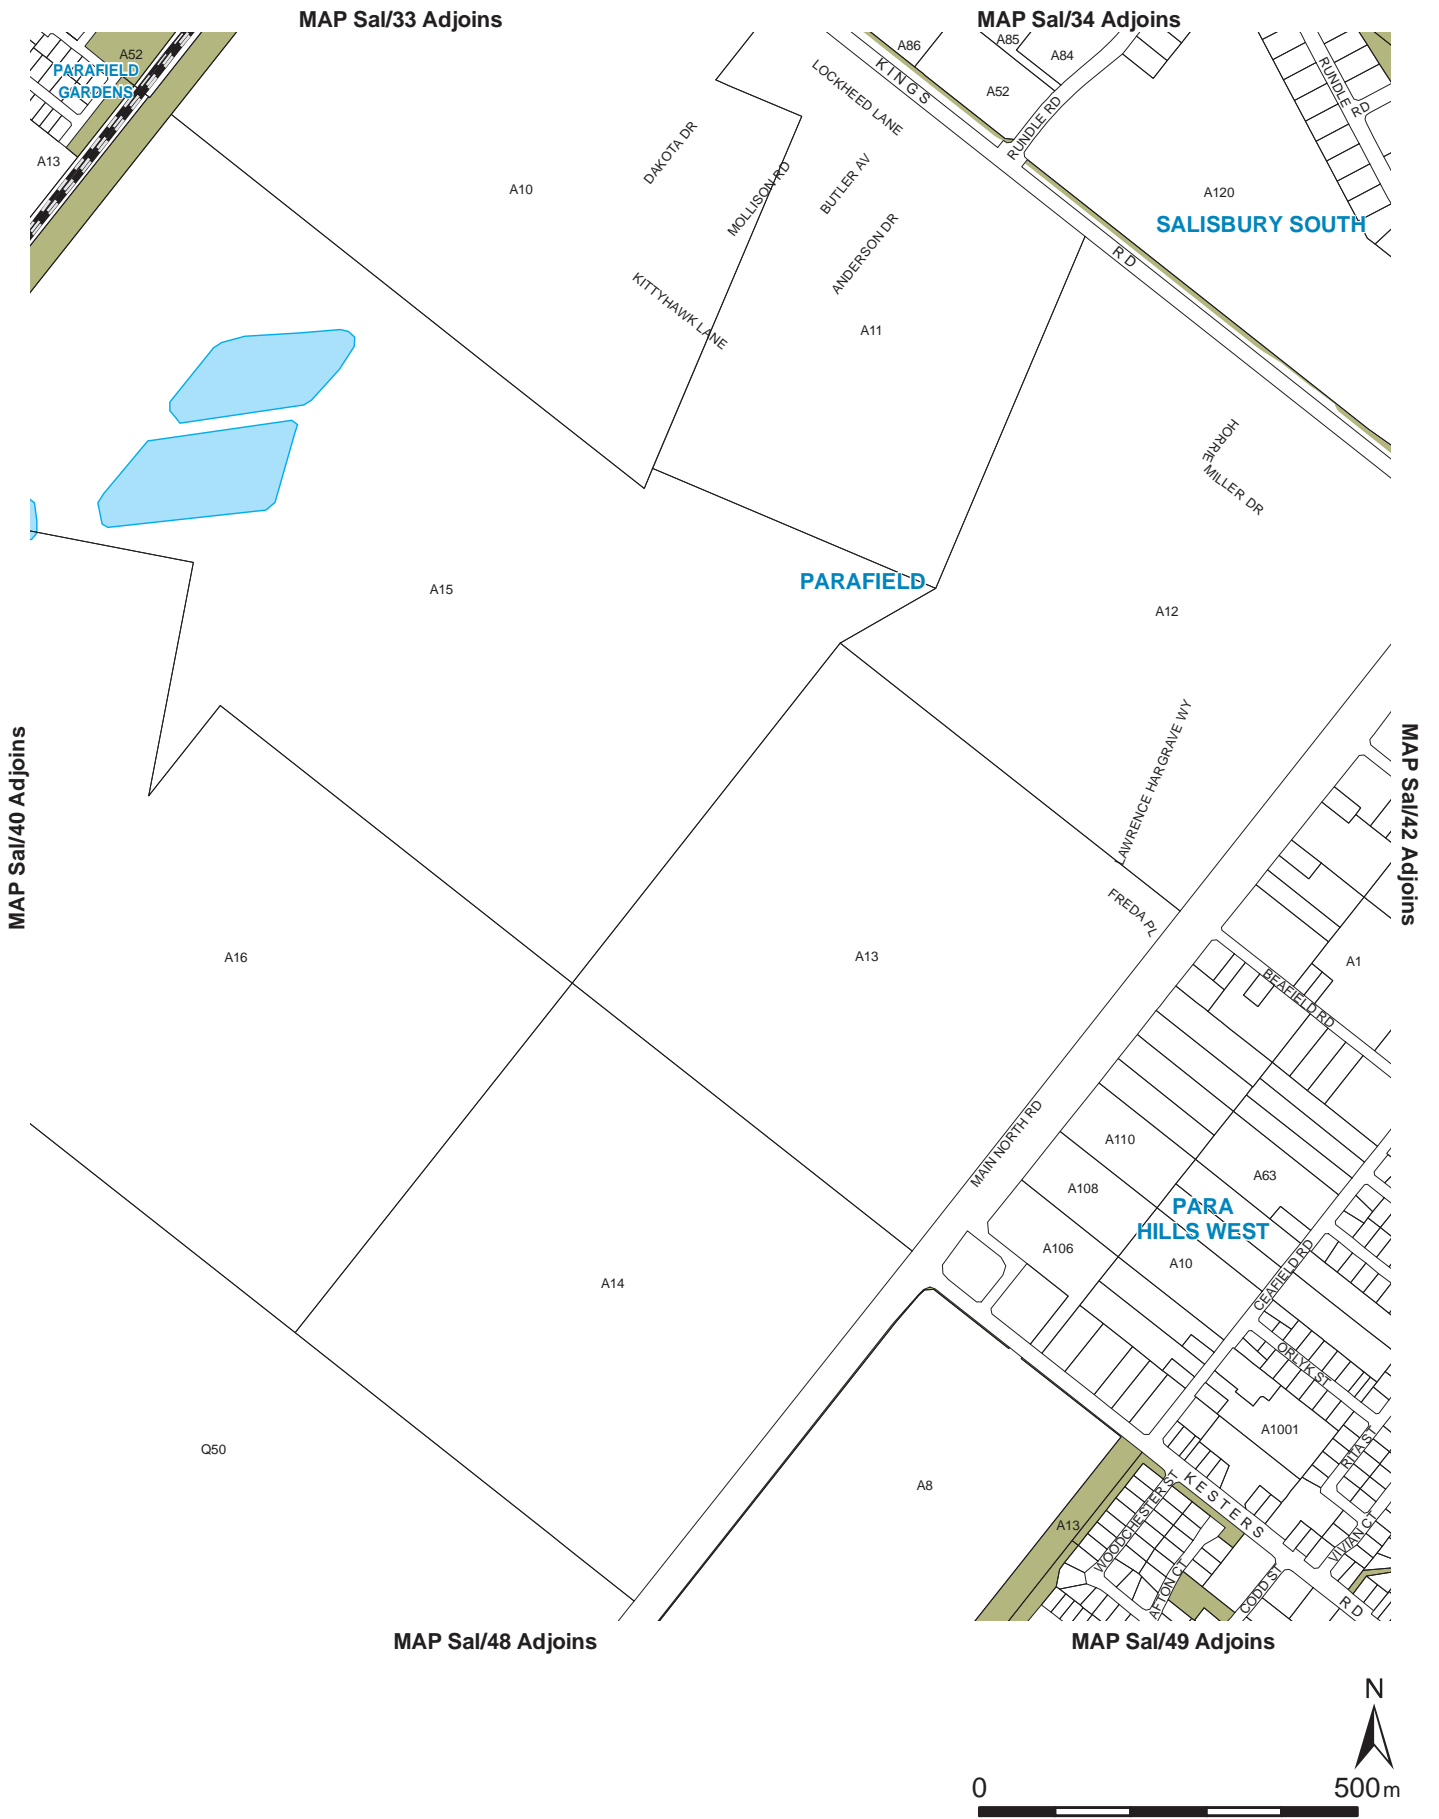 MAP Sal/33 Adjoins
MAP Sal/34 Adjoins
A52
PARAFIELD
GARDENS
A13
A10
DAKOTA DR
MOLLISON RD
KITTYHAWK LANE
LOCKHEED LANE
BUTLER AV
ANDERSON DR
A11
KINGS
RD
A86
A85
A84
A52
RUNDLE RD
RUNDLE
RD
A120
SALISBURY SOUTH
HORRIE
MILLER DR
A15
PARAFIELD
A12
MAP Sal/40 Adjoins
MAP Sal/42 Adjoins
LAWRENCE HARGRAVE WY
FREDA PL
A16
A13
A1
BEAFIELD RD
MAIN NORTH RD
A110
A108
A63
PARA
HILLS WEST
A106
A10
CEAFIELD RD
A14
ORLYK ST
A1001
RITA ST
Q50
A8
KESTERS
RD
A13
WOODCHESTER ST
AFTON CT
CODD ST
VIVIAN CT
MAP Sal/48 Adjoins
MAP Sal/49 Adjoins
N
0
500 m